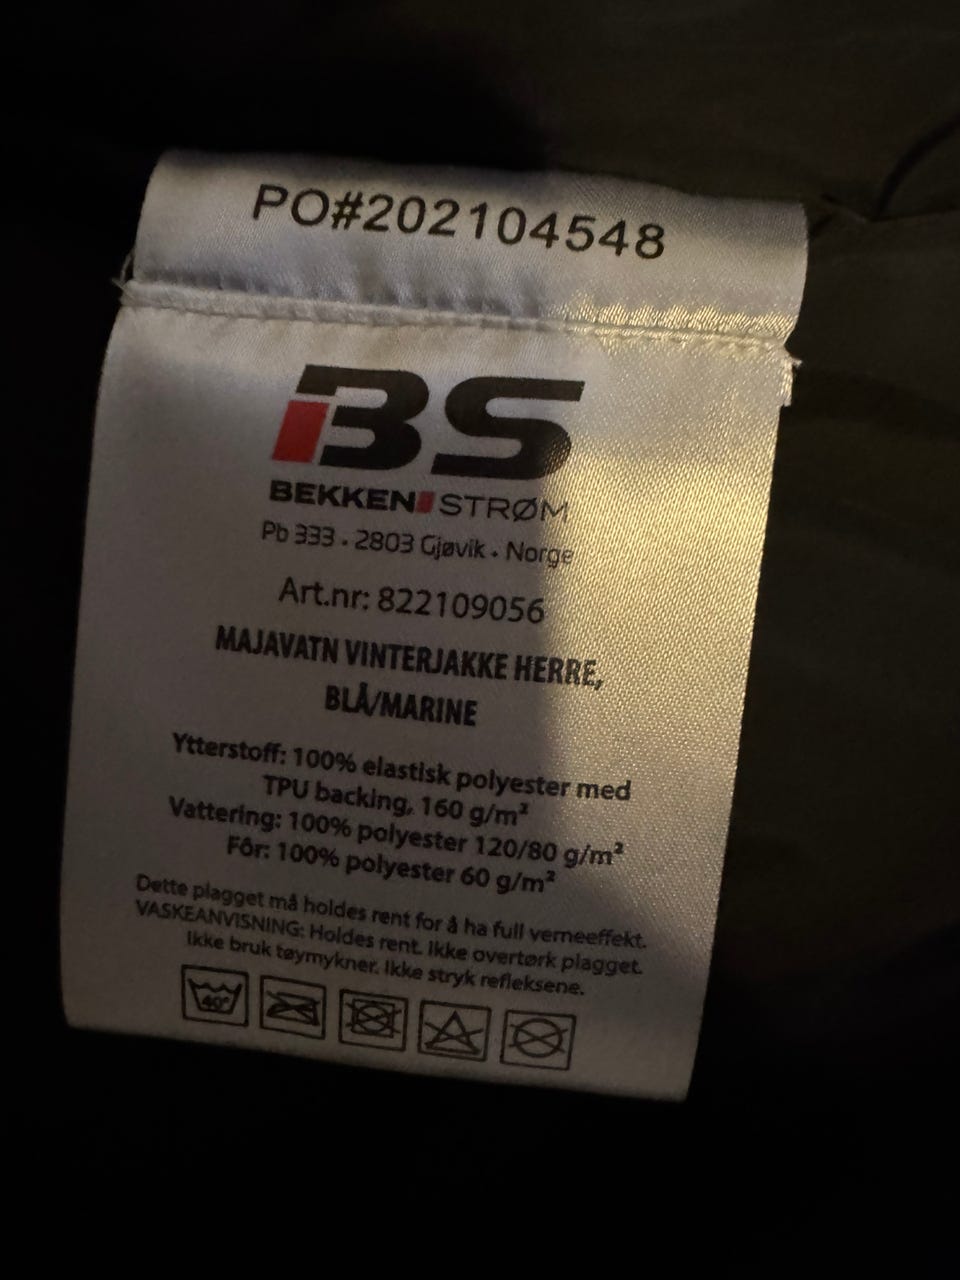 PO#202104548
BS
BEKKEN STRØM
Pb 333 · 2803 Gjøvik · Norge
Art.nr: 822109056
MAJAVATN VINTERJAKKE HERRE,
BLÅ/MARINE
Ytterstoff: 100% elastisk polyester med
TPU backing, 160 g/m²
Vattering: 100% polyester 120/80 g/m²
Fôr: 100% polyester 60 g/m²
Dette plagget må holdes rent for å ha full verneeffekt.
VASKEANVISNING: Holdes rent. Ikke overtørk plagget.
Ikke bruk tøymykner. Ikke stryk refleksene.
40°